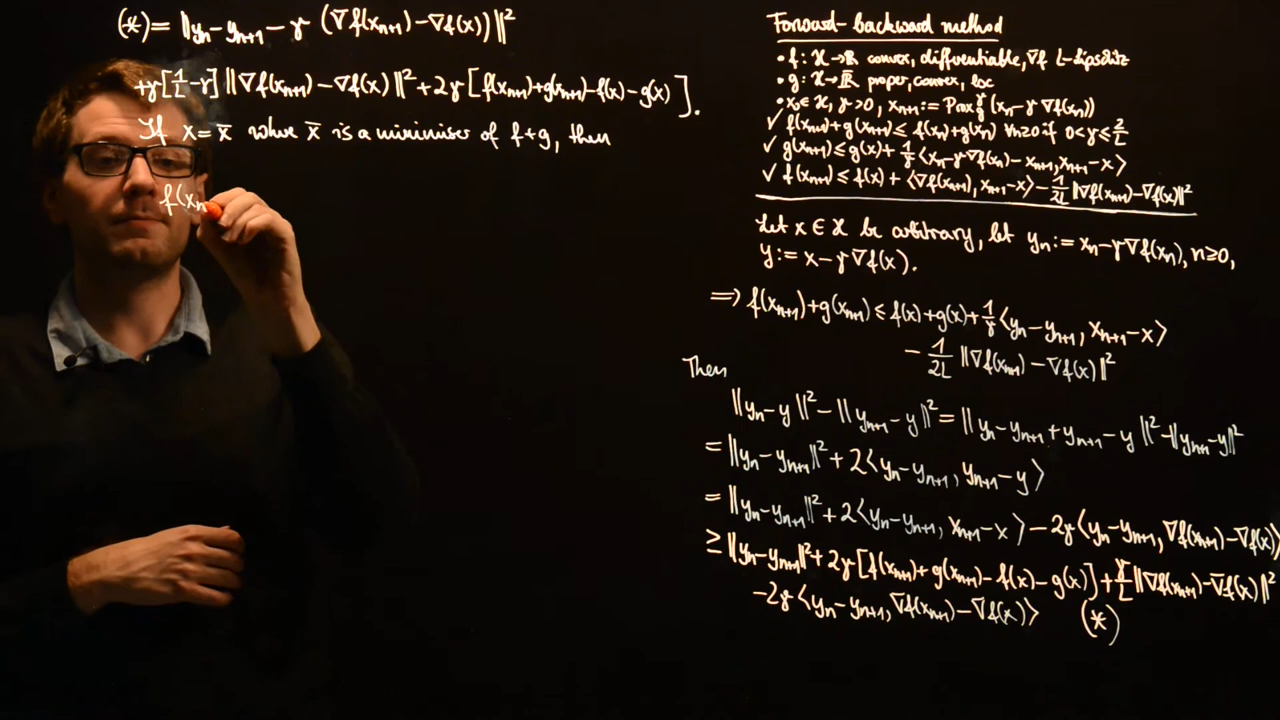 (*) = ‖yₙ − yₙ₊₁ − γ (∇f(xₙ₊₁) − ∇f(x))‖²
+γ[1/L − γ] ‖∇f(xₙ₊₁) − ∇f(x)‖² + 2γ [f(xₙ₊₁)+g(xₙ₊₁)−f(x)−g(x)].
If x = x̄ where x̄ is a minimiser of f+g, then
f(xₙ
Forward-backward method
• f: ℋ → ℝ convex, differentiable, ∇f L-Lipschitz
• g: ℋ → ℝ̄ proper, convex, lsc
• x₀ ∈ ℋ, γ > 0, xₙ₊₁ := Prox_g^γ (xₙ − γ ∇f(xₙ))
✓ f(xₙ₊₁) + g(xₙ₊₁) ≤ f(xₙ) + g(xₙ) ∀n≥0 if 0 < γ ≤ 2/L
✓ g(xₙ₊₁) ≤ g(x) + 1/γ ⟨xₙ − γ∇f(xₙ) − xₙ₊₁, xₙ₊₁ − x⟩
✓ f(xₙ₊₁) ≤ f(x) + ⟨∇f(xₙ₊₁), xₙ₊₁ − x⟩ − 1/2L ‖∇f(xₙ₊₁) − ∇f(x)‖²
Let x ∈ ℋ be arbitrary, let yₙ := xₙ − γ∇f(xₙ), n≥0,
y := x − γ∇f(x).
⟹ f(xₙ₊₁) + g(xₙ₊₁) ≤ f(x) + g(x) + 1/γ ⟨yₙ − yₙ₊₁, xₙ₊₁ − x⟩
− 1/2L ‖∇f(xₙ₊₁) − ∇f(x)‖²
Then
‖yₙ − y‖² − ‖yₙ₊₁ − y‖² = ‖yₙ − yₙ₊₁ + yₙ₊₁ − y‖² − ‖yₙ₊₁ − y‖²
= ‖yₙ − yₙ₊₁‖² + 2⟨yₙ − yₙ₊₁, yₙ₊₁ − y⟩
= ‖yₙ − yₙ₊₁‖² + 2⟨yₙ − yₙ₊₁, xₙ₊₁ − x⟩ − 2γ⟨yₙ − yₙ₊₁, ∇f(xₙ₊₁) − ∇f(x)⟩
≥ ‖yₙ − yₙ₊₁‖² + 2γ[f(xₙ₊₁) + g(xₙ₊₁) − f(x) − g(x)] + γ/L ‖∇f(xₙ₊₁) − ∇f(x)‖²
− 2γ⟨yₙ − yₙ₊₁, ∇f(xₙ₊₁) − ∇f(x)⟩ (*)